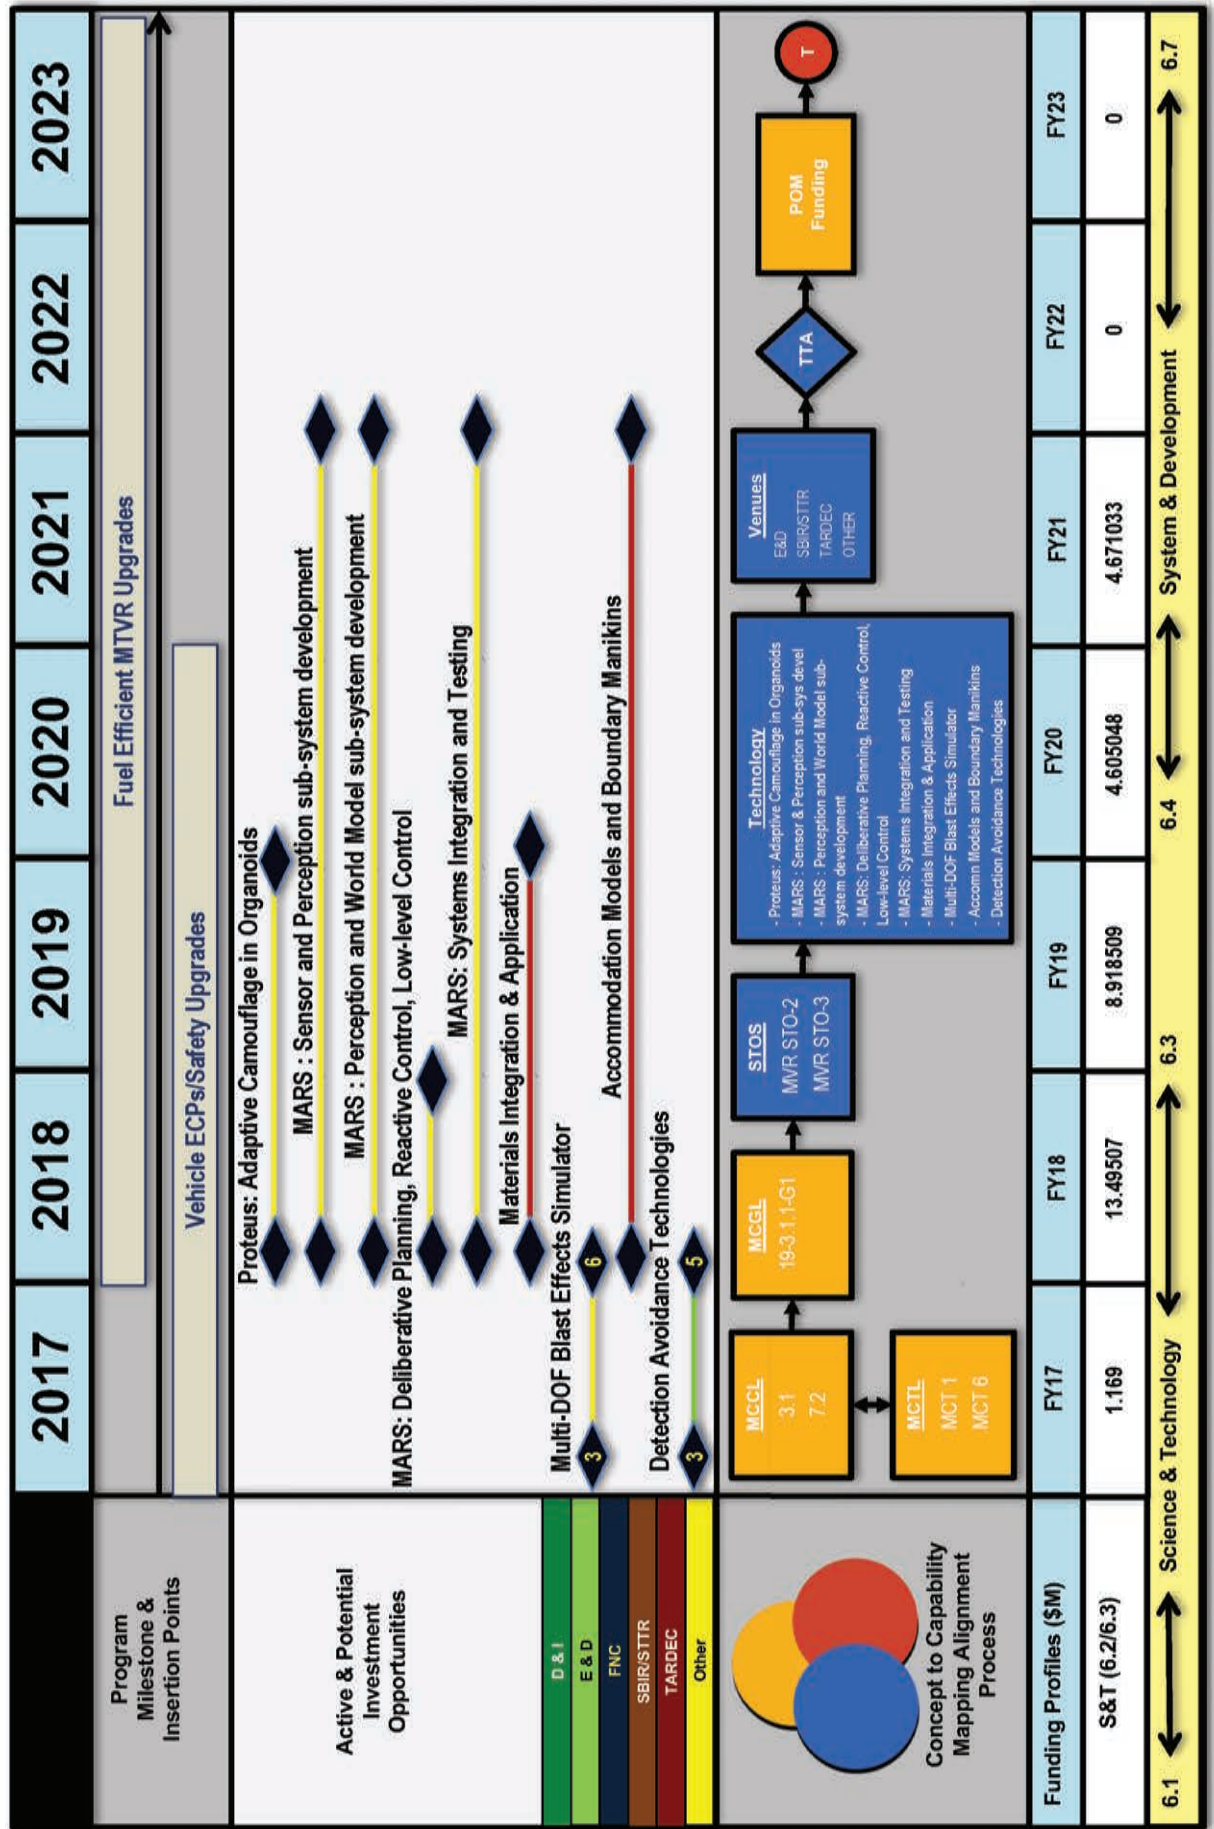 2017 2018 2019 2020 2021 2022 2023
Program
Milestone &
Insertion Points
Fuel Efficient MTVR Upgrades
Vehicle ECPs/Safety Upgrades
Active & Potential
Investment
Opportunities
D & I
E & D
FNC
SBIR/STTR
TARDEC
Other
Proteus: Adaptive Camouflage in Organoids
MARS : Sensor and Perception sub-system development
MARS : Perception and World Model sub-system development
MARS: Deliberative Planning, Reactive Control, Low-level Control
MARS: Systems Integration and Testing
Materials Integration & Application
Multi-DOF Blast Effects Simulator
3 6
Accommodation Models and Boundary Manikins
Detection Avoidance Technologies
3 5
Concept to Capability
Mapping Alignment
Process
MCCL
3.1
7.2
MCTL
MCT 1
MCT 6
MCGL
19-3.1.1-G1
STOS
MVR STO-2
MVR STO-3
Technology
- Proteus: Adaptive Camouflage in Organoids
- MARS : Sensor & Perception sub-sys devel
- MARS : Perception and World Model sub-
system development
- MARS: Deliberative Planning, Reactive Control,
Low-level Control
- MARS: Systems Integration and Testing
- Materials Integration & Application
- Multi-DOF Blast Effects Simulator
- Accomn Models and Boundary Manikins
- Detection Avoidance Technologies
Venues
E&D
SBIR/STTR
TARDEC
OTHER
TTA
POM
Funding
T
Funding Profiles ($M) FY17 FY18 FY19 FY20 FY21 FY22 FY23
S&T (6.2/6.3) 1.169 13.49507 8.918509 4.605048 4.671033 0 0
6.1 Science & Technology 6.3 6.4 System & Development 6.7